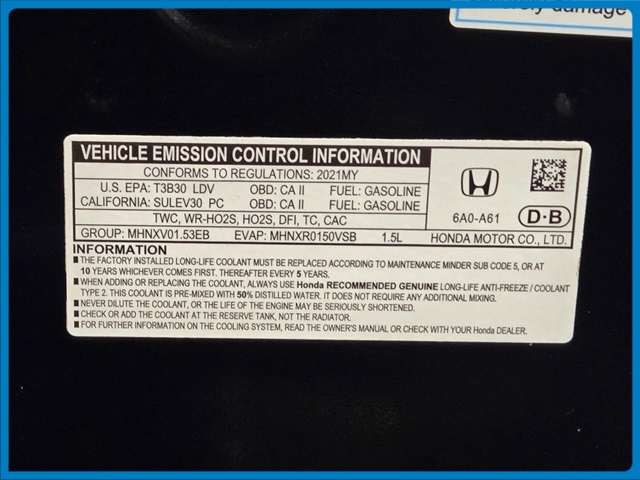 rely damage
VEHICLE EMISSION CONTROL INFORMATION
CONFORMS TO REGULATIONS: 2021MY
U.S. EPA: T3B30 LDV OBD: CA II FUEL: GASOLINE
CALIFORNIA: SULEV30 PC OBD: CA II FUEL: GASOLINE
TWC, WR-HO2S, HO2S, DFI, TC, CAC
GROUP: MHNXV01.53EB EVAP: MHNXR0150VSB 1.5L
6A0-A61 D·B
HONDA MOTOR CO., LTD.
INFORMATION
■ THE FACTORY INSTALLED LONG-LIFE COOLANT MUST BE REPLACED ACCORDING TO MAINTENANCE MINDER SUB CODE 5, OR AT
10 YEARS WHICHEVER COMES FIRST. THEREAFTER EVERY 5 YEARS.
■ WHEN ADDING OR REPLACING THE COOLANT, ALWAYS USE Honda RECOMMENDED GENUINE LONG-LIFE ANTI-FREEZE / COOLANT
TYPE 2. THIS COOLANT IS PRE-MIXED WITH 50% DISTILLED WATER. IT DOES NOT REQUIRE ANY ADDITIONAL MIXING.
■ NEVER DILUTE THE COOLANT, OR THE LIFE OF THE ENGINE MAY BE SERIOUSLY SHORTENED.
■ CHECK OR ADD THE COOLANT AT THE RESERVE TANK, NOT THE RADIATOR.
■ FOR FURTHER INFORMATION ON THE COOLING SYSTEM, READ THE OWNER'S MANUAL OR CHECK WITH YOUR Honda DEALER.